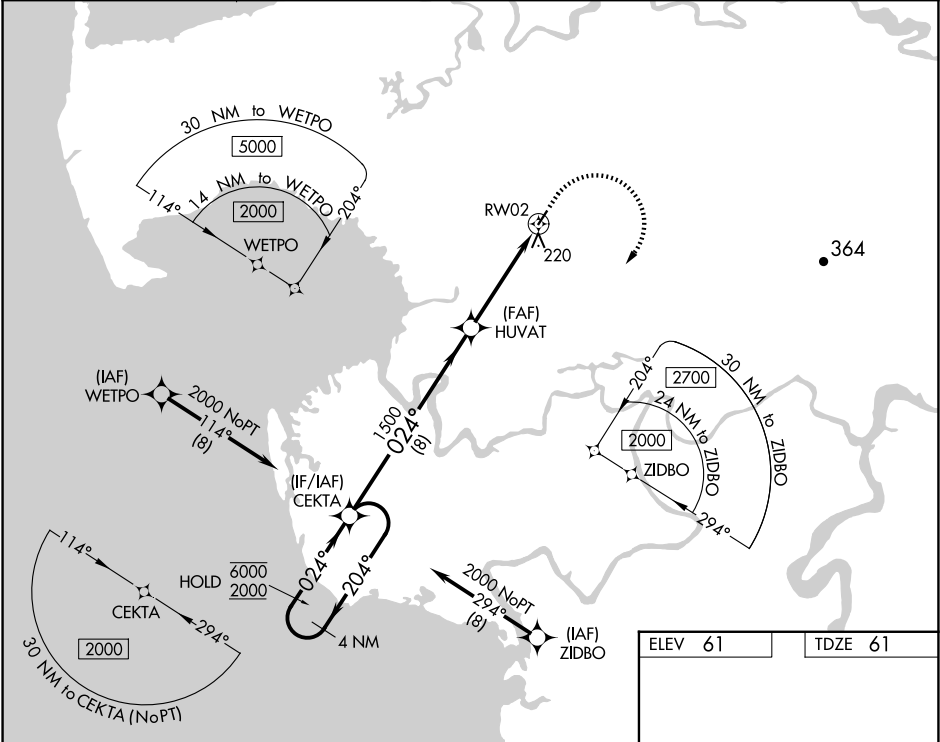 30 NM to WETPO
5000
14 NM to WETPO
2000
114°
204°
WETPO
RW02
220
364
(FAF)
HUVAT
(IAF)
WETPO
2000 NoPT
114°
(8)
1500
024°
(8)
30 NM to ZIDBO
2700
204°
24 NM to ZIDBO
2000
ZIDBO
294°
(IF/IAF)
CEKTA
114°
CEKTA
294°
2000
30 NM to CEKTA (NoPT)
HOLD
6000
2000
024°
204°
4 NM
2000 NoPT
294°
(8)
(IAF)
ZIDBO
ELEV 61
TDZE 61